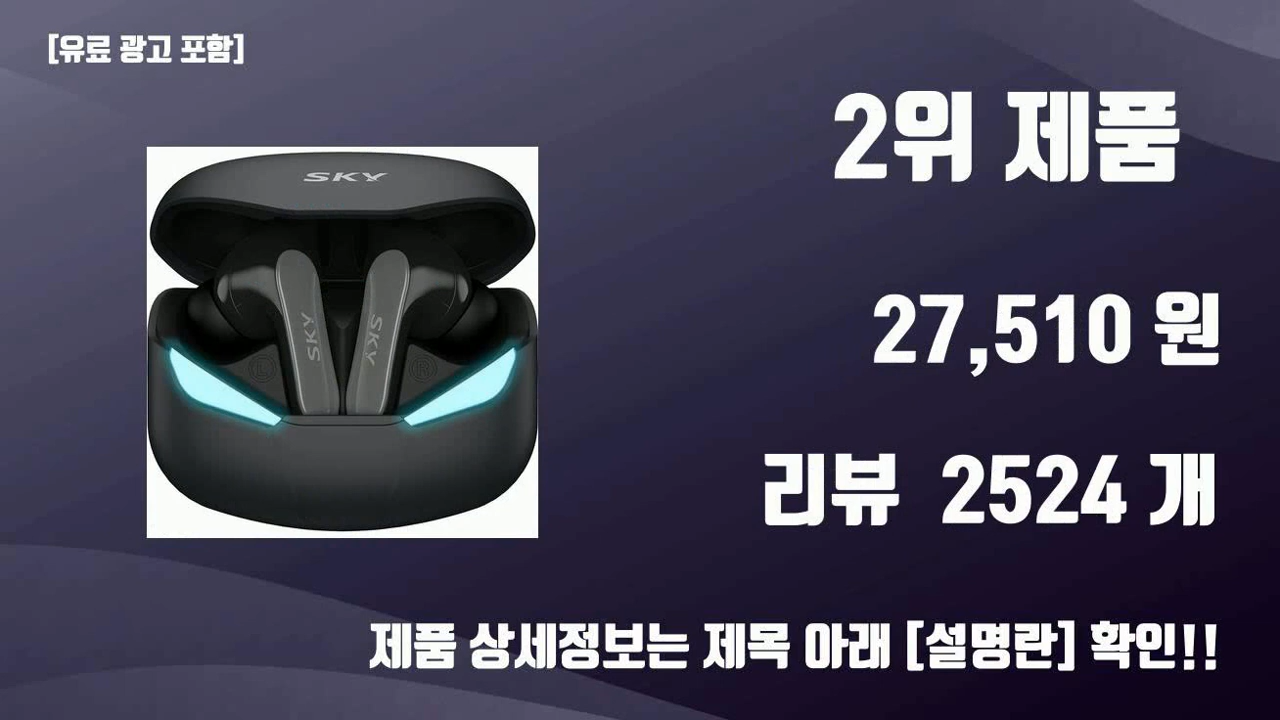 [유료 광고 포함]
2위 제품
SKY
SKY
SKY
L
R
27,510 원
리뷰 2524 개
제품 상세정보는 제목 아래 [설명란] 확인!!